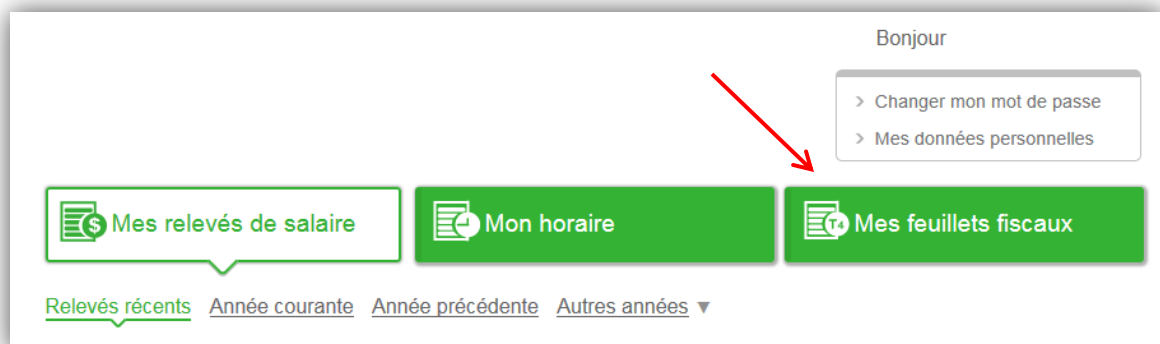 Bonjour
> Changer mon mot de passe
> Mes données personnelles
$ Mes relevés de salaire
Mon horaire
T4 Mes feuillets fiscaux
Relevés récents Année courante Année précédente Autres années ▼